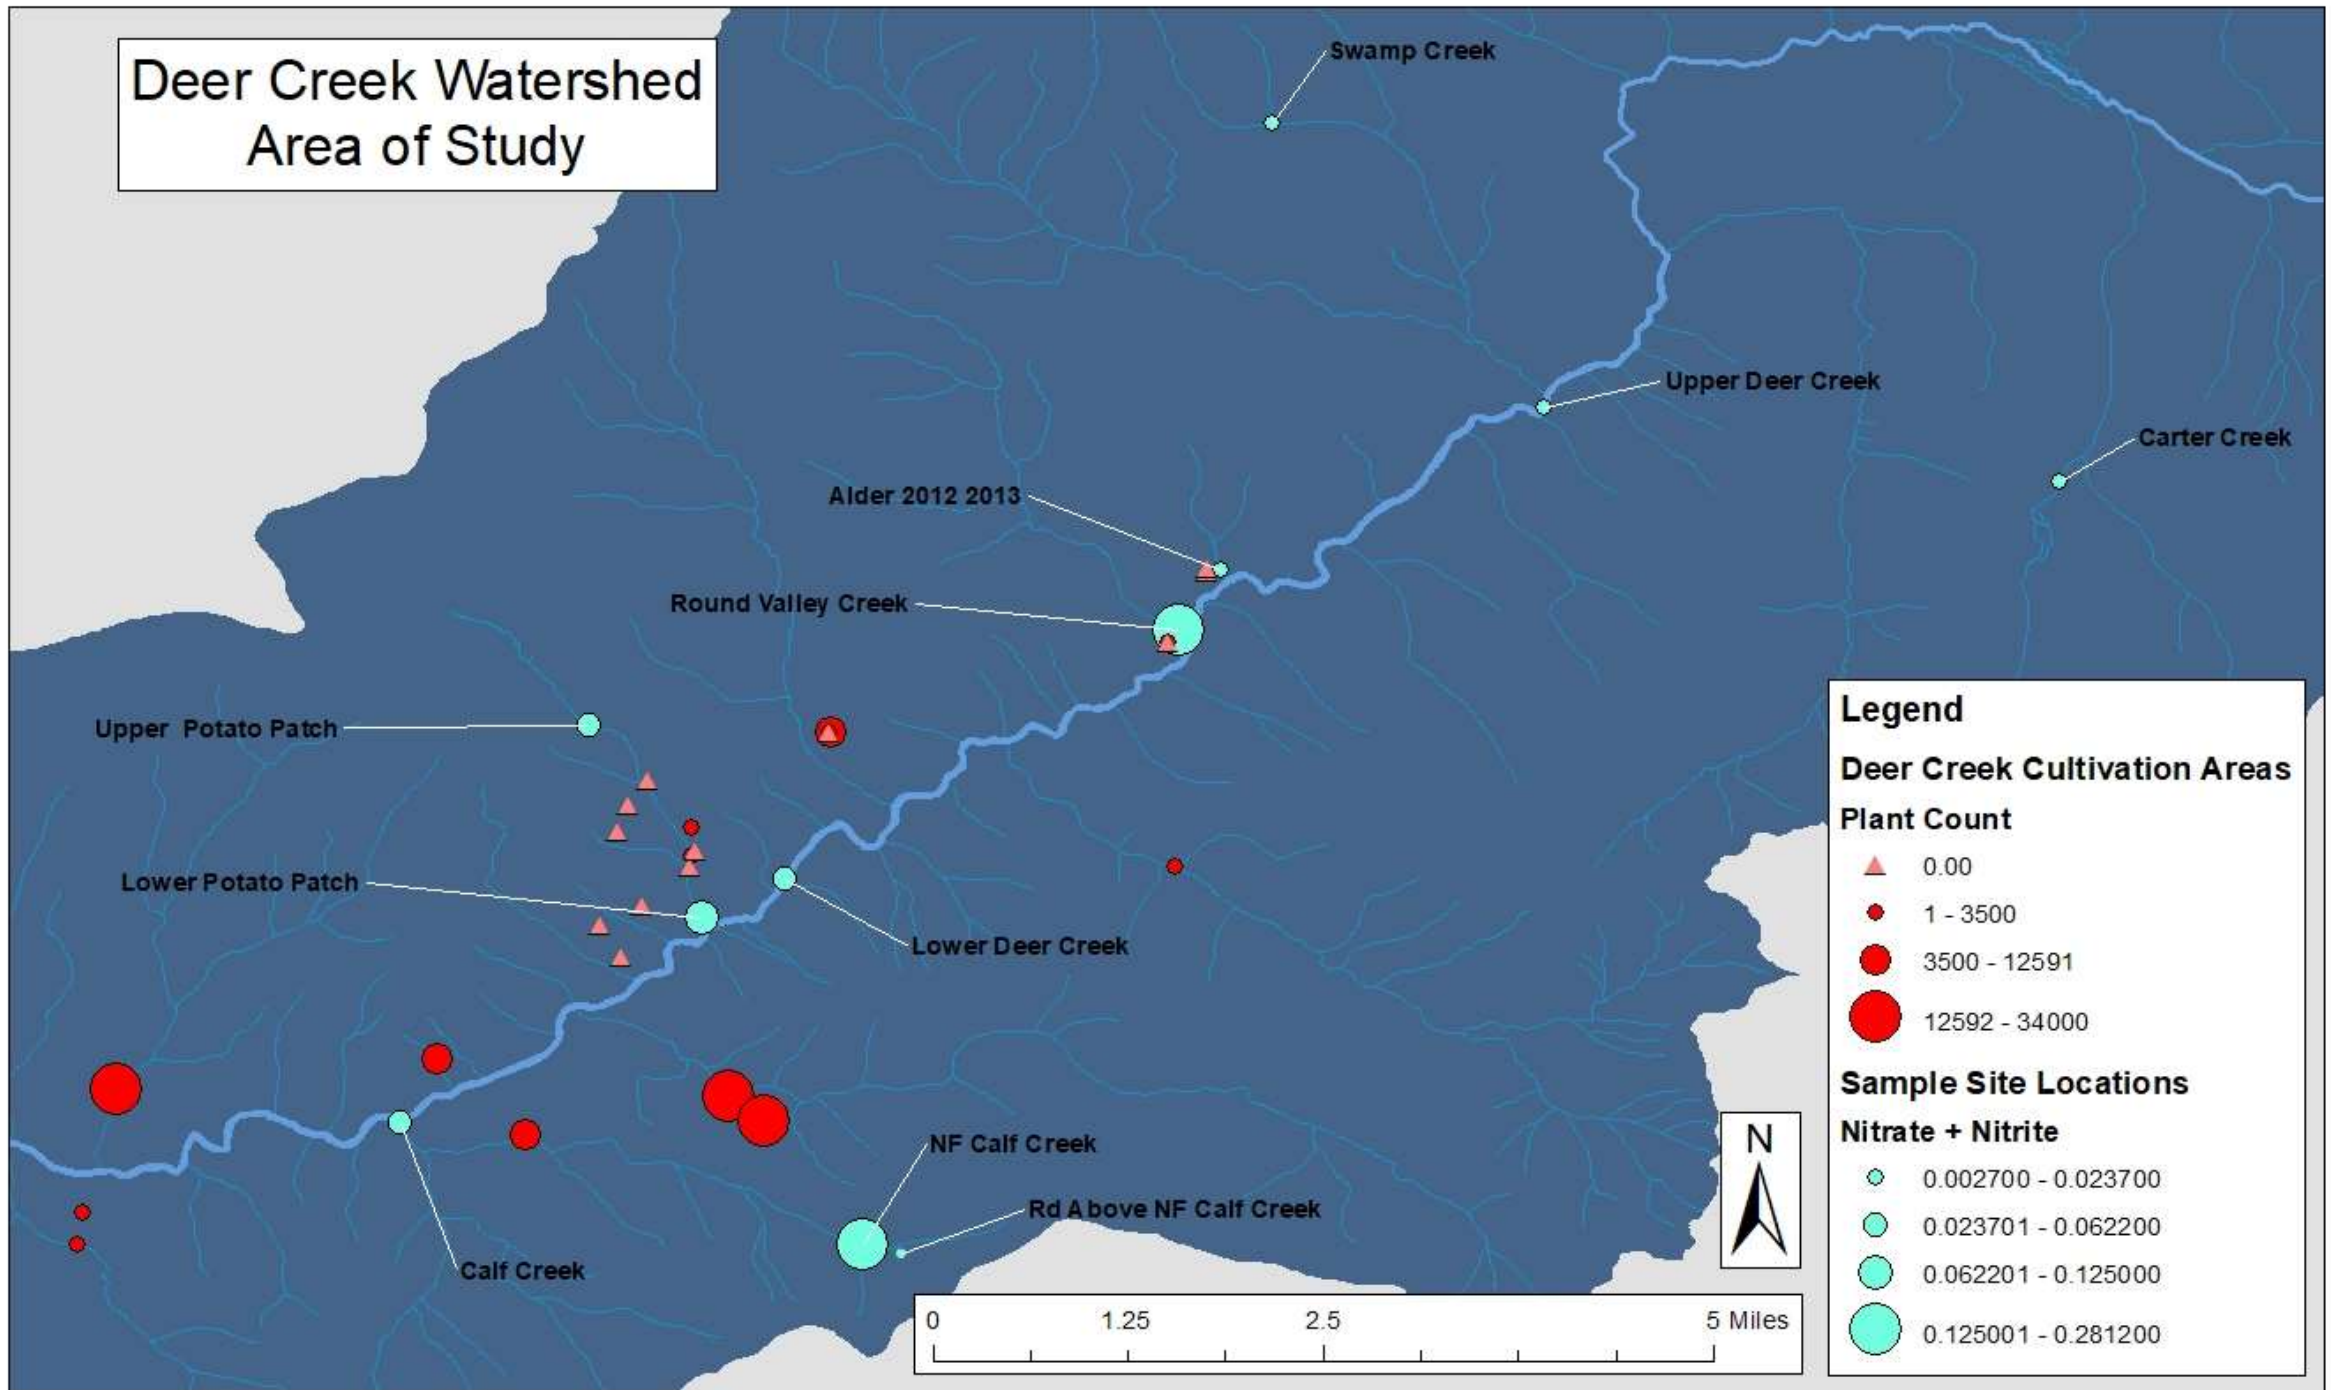 Deer Creek Watershed
Area of Study
Swamp Creek
Upper Deer Creek
Carter Creek
Alder 2012 2013
Round Valley Creek
Upper Potato Patch
Lower Potato Patch
Lower Deer Creek
NF Calf Creek
Rd Above NF Calf Creek
Calf Creek
Legend
Deer Creek Cultivation Areas
Plant Count
0.00
1 - 3500
3500 - 12591
12592 - 34000
Sample Site Locations
Nitrate + Nitrite
0.002700 - 0.023700
0.023701 - 0.062200
0.062201 - 0.125000
0.125001 - 0.281200
N
0 1.25 2.5 5 Miles